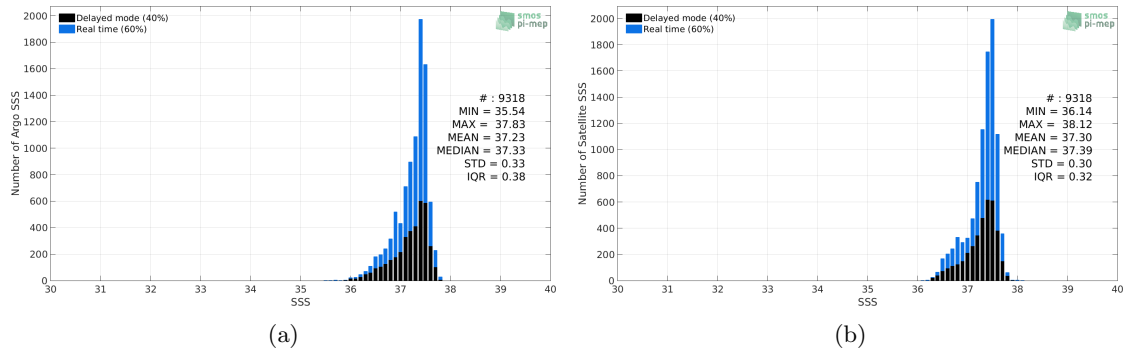 Delayed mode (40%)
Real time (60%)
smos
pi-mep
2000
1800
1600
1400
1200
1000
800
600
400
200
0
Number of Argo SSS
# : 9318
MIN = 35.54
MAX = 37.83
MEAN = 37.23
MEDIAN = 37.33
STD = 0.33
IQR = 0.38
30 31 32 33 34 35 36 37 38 39 40
SSS
(a)
Delayed mode (40%)
Real time (60%)
smos
pi-mep
2000
1800
1600
1400
1200
1000
800
600
400
200
0
Number of Satellite SSS
# : 9318
MIN = 36.14
MAX = 38.12
MEAN = 37.30
MEDIAN = 37.39
STD = 0.30
IQR = 0.32
30 31 32 33 34 35 36 37 38 39 40
SSS
(b)